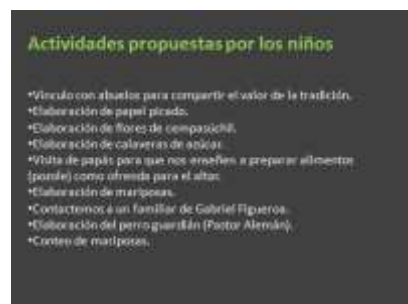 Actividades propuestas por los niños
•Vinculo con abuelos para compartir el valor de la tradición.
•Elaboración de papel picado.
•Elaboración de flores de cempasúchil.
•Elaboración de calaveras de azúcar.
•Visita de papás para que nos enseñen a preparar alimentos
(pozole) como ofrenda para el altar.
•Elaboración de mariposas.
•Contactemos a un familiar de Gabriel Figueroa.
•Elaboración del perro guardián (Pastor Alemán).
•Conteo de mariposas.